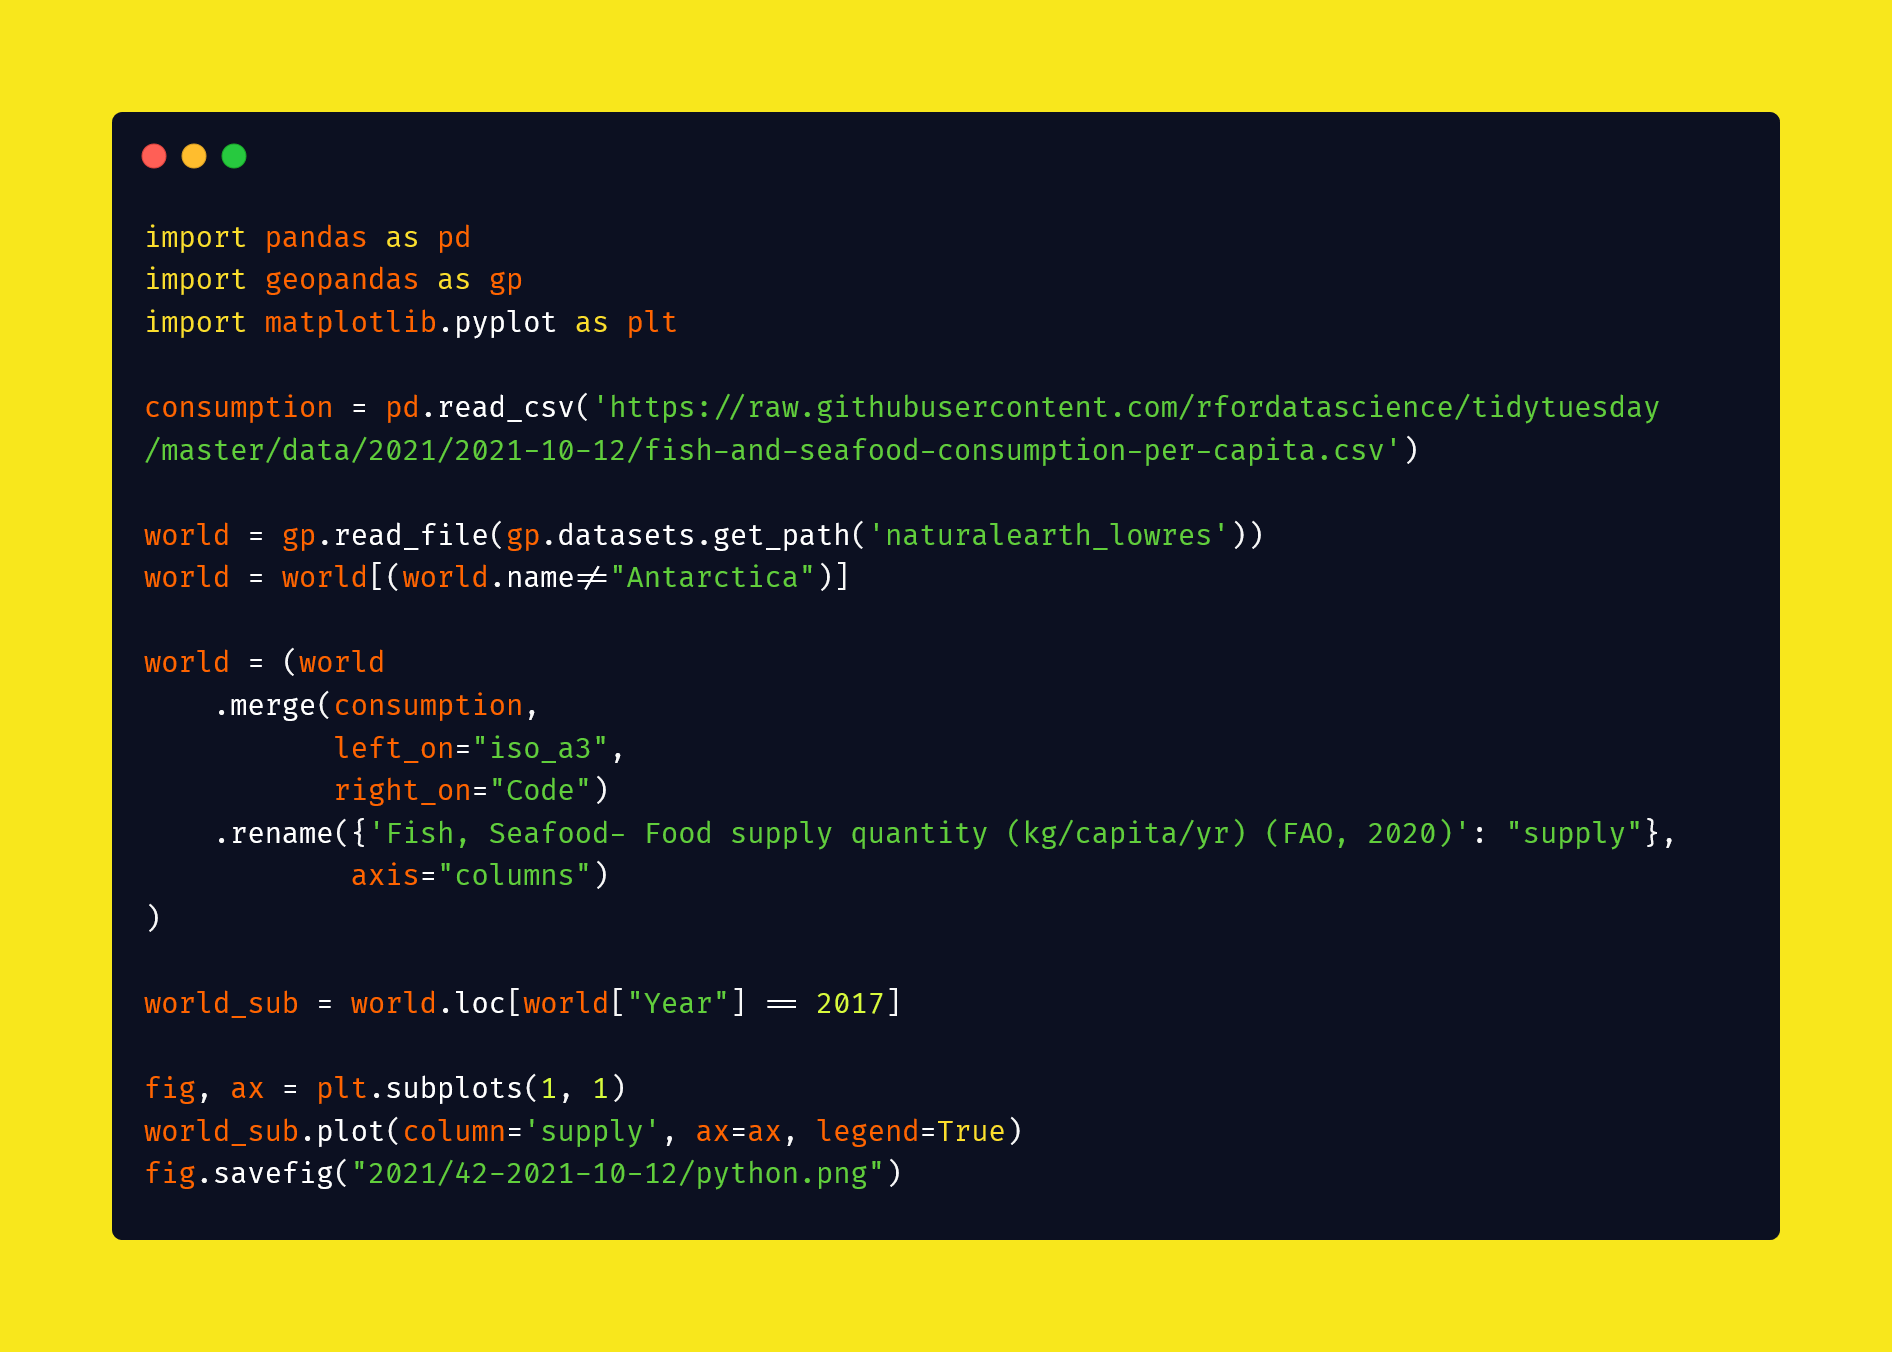 import pandas as pd
import geopandas as gp
import matplotlib.pyplot as plt
consumption = pd.read_csv('https://raw.githubusercontent.com/rfordatascience/tidytuesday
/master/data/2021/2021-10-12/fish-and-seafood-consumption-per-capita.csv')
world = gp.read_file(gp.datasets.get_path('naturalearth_lowres'))
world = world[(world.name!="Antarctica")]
world = (world
    .merge(consumption,
           left_on="iso_a3",
           right_on="Code")
    .rename({'Fish, Seafood- Food supply quantity (kg/capita/yr) (FAO, 2020)': "supply"},
            axis="columns")
)
world_sub = world.loc[world["Year"] == 2017]
fig, ax = plt.subplots(1, 1)
world_sub.plot(column='supply', ax=ax, legend=True)
fig.savefig("2021/42-2021-10-12/python.png")